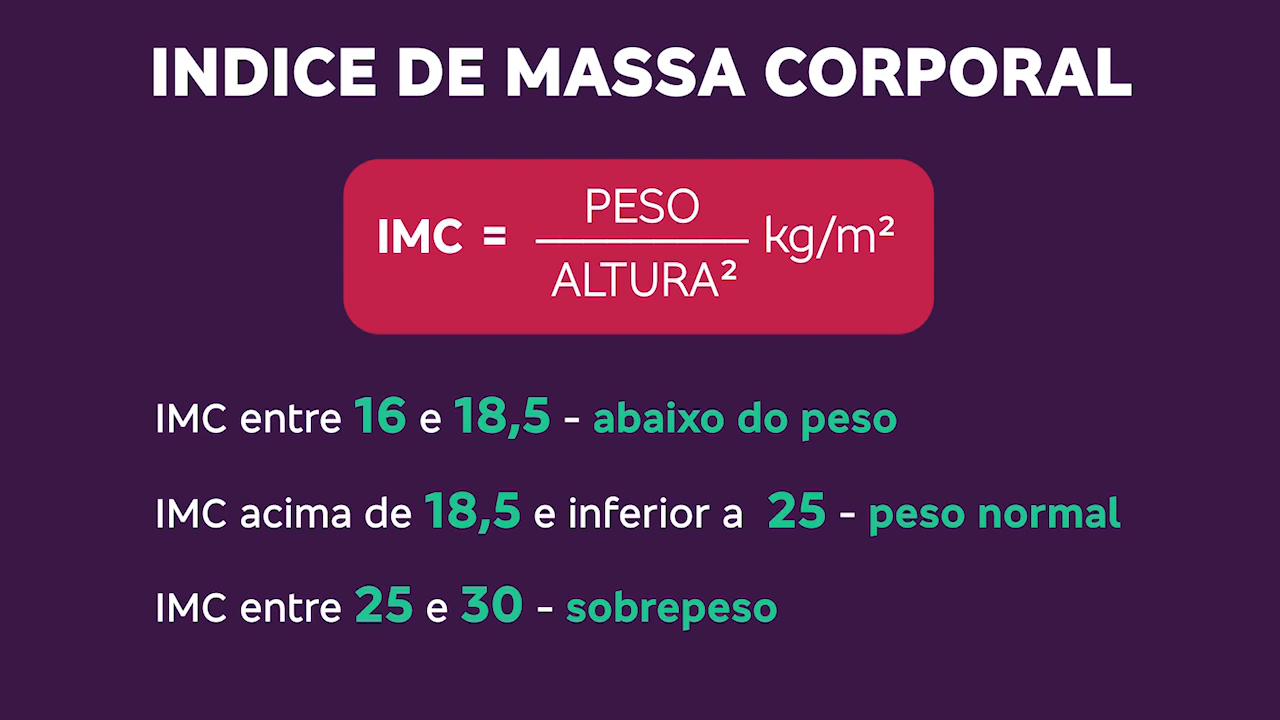 INDICE DE MASSA CORPORAL
PESO
IMC = kg/m²
ALTURA²
IMC entre 16 e 18,5 - abaixo do peso
IMC acima de 18,5 e inferior a 25 - peso normal
IMC entre 25 e 30 - sobrepeso